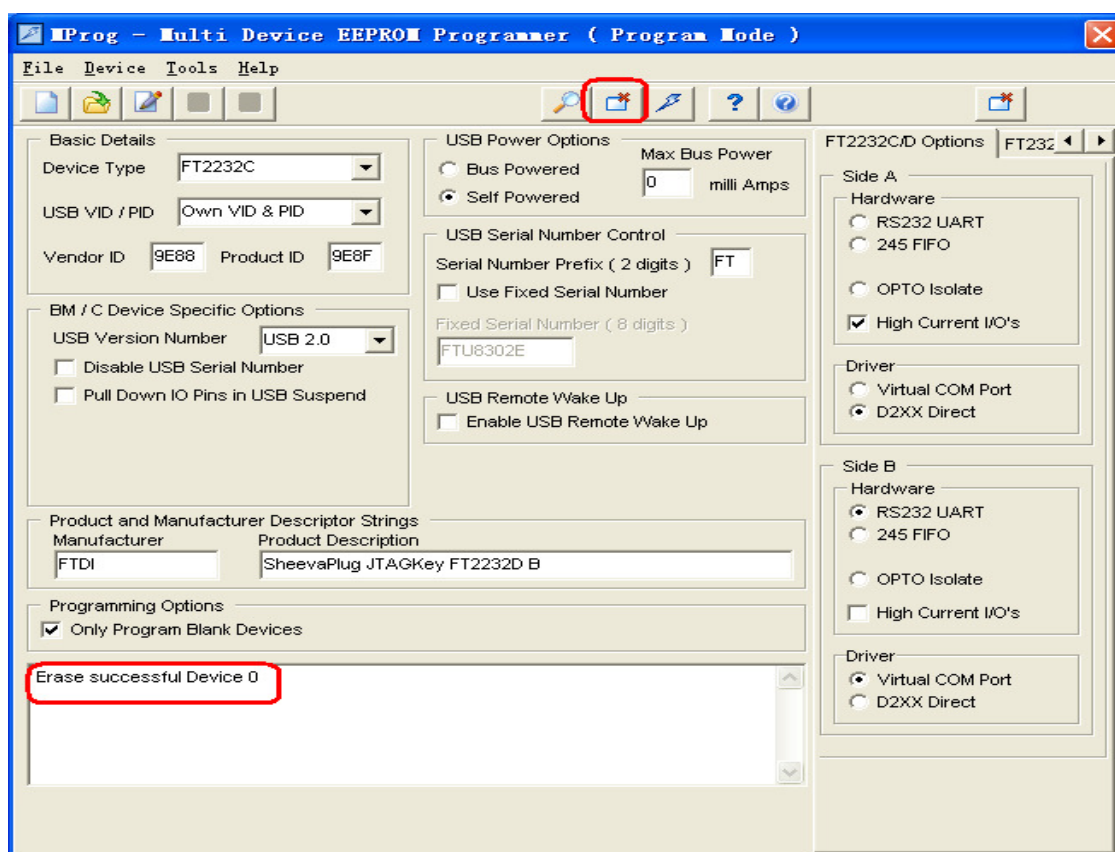 MProg - Multi Device EEPROM Programmer ( Program Mode )
File Device Tools Help
Basic Details
Device Type FT2232C
USB VID / PID Own VID & PID
Vendor ID 9E88 Product ID 9E8F
BM / C Device Specific Options
USB Version Number USB 2.0
Disable USB Serial Number
Pull Down IO Pins in USB Suspend
USB Power Options
Bus Powered
Self Powered
Max Bus Power
0 milli Amps
USB Serial Number Control
Serial Number Prefix ( 2 digits ) FT
Use Fixed Serial Number
Fixed Serial Number ( 8 digits )
FTU8302E
USB Remote Wake Up
Enable USB Remote Wake Up
Product and Manufacturer Descriptor Strings
Manufacturer Product Description
FTDI SheevaPlug JTAGKey FT2232D B
Programming Options
Only Program Blank Devices
Erase successful Device 0
FT2232C/D Options FT232
Side A
Hardware
RS232 UART
245 FIFO
OPTO Isolate
High Current I/O's
Driver
Virtual COM Port
D2XX Direct
Side B
Hardware
RS232 UART
245 FIFO
OPTO Isolate
High Current I/O's
Driver
Virtual COM Port
D2XX Direct